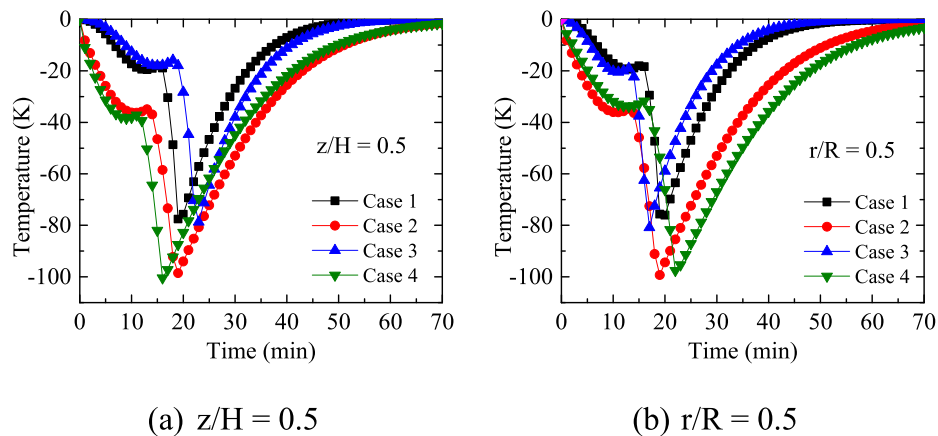 0
-20
-40
-60
-80
-100
Temperature (K)
z/H = 0.5
Case 1
Case 2
Case 3
Case 4
0 10 20 30 40 50 60 70
Time (min)
0
-20
-40
-60
-80
-100
Temperature (K)
r/R = 0.5
Case 1
Case 2
Case 3
Case 4
0 10 20 30 40 50 60 70
Time (min)
(a) z/H = 0.5
(b) r/R = 0.5